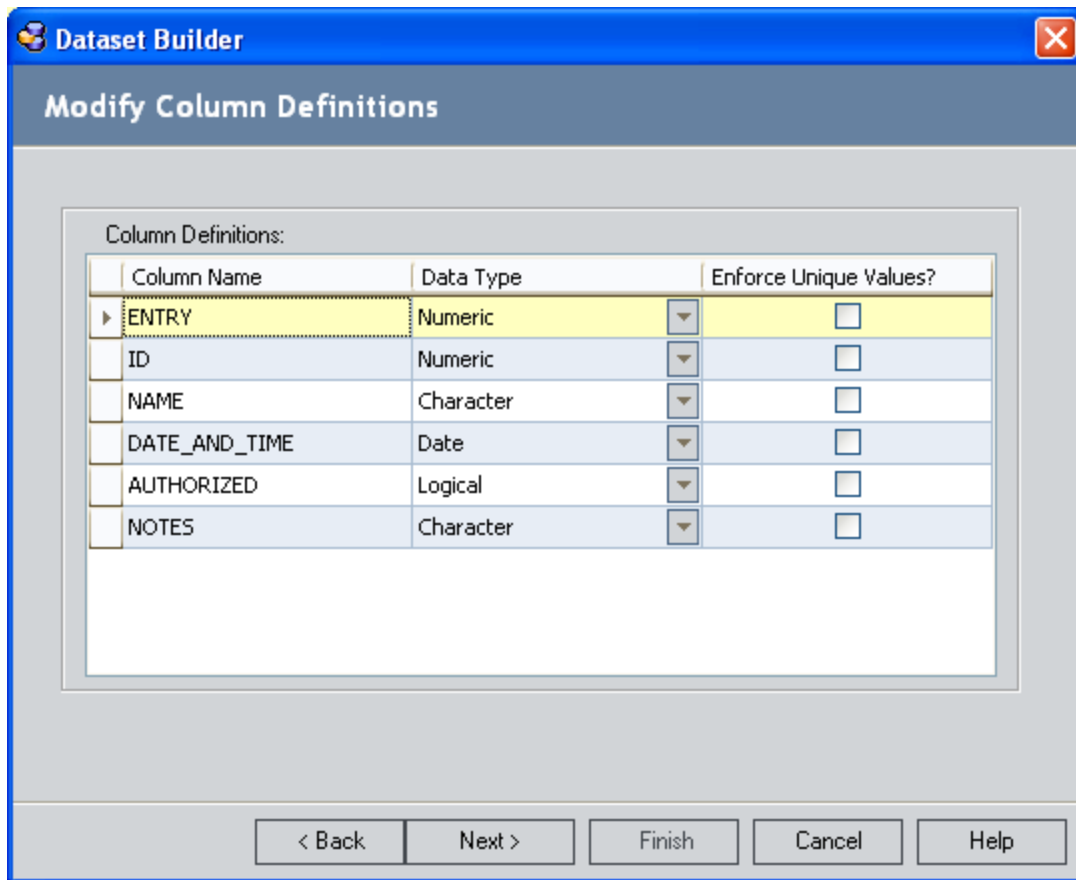 Dataset Builder
Modify Column Definitions
Column Definitions:
Column Name Data Type Enforce Unique Values?
ENTRY Numeric
ID Numeric
NAME Character
DATE_AND_TIME Date
AUTHORIZED Logical
NOTES Character
< Back Next > Finish Cancel Help